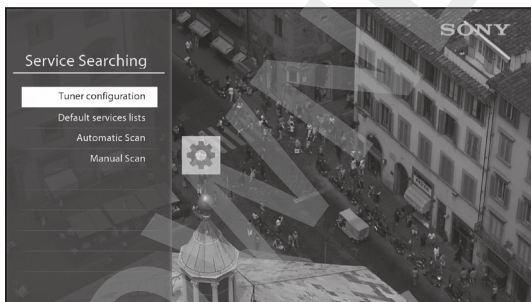 SONY
Service Searching
Tuner configuration
Default services lists
Automatic Scan
Manual Scan